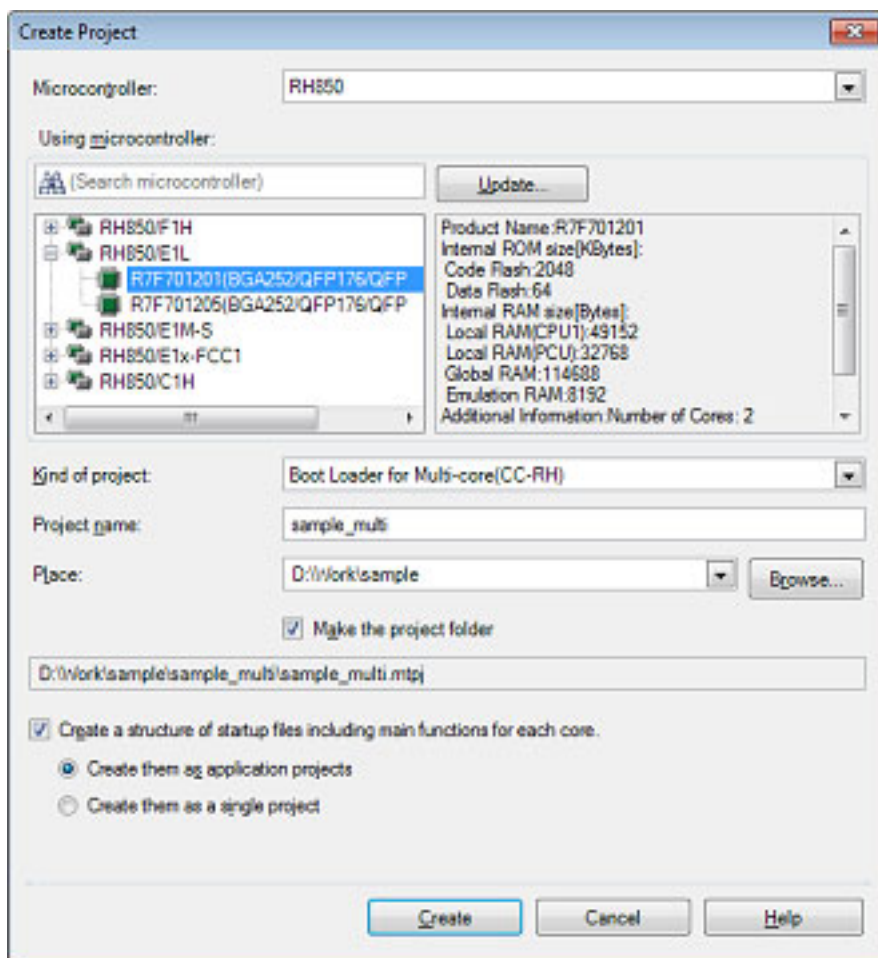 Create Project
Microcontroller:
RH850
Using microcontroller:
(Search microcontroller)
Update...
RH850/F1H
RH850/E1L
R7F701201(BGA252/QFP176/QFP
R7F701205(BGA252/QFP176/QFP
RH850/E1M-S
RH850/E1x-FCC1
RH850/C1H
Product Name:R7F701201
Internal ROM size[KBytes]:
Code Flash:2048
Data Flash:64
Internal RAM size[Bytes]:
Local RAM(CPU1):49152
Local RAM(PCU):32768
Global RAM:114688
Emulation RAM:8192
Additional Information:Number of Cores: 2
Kind of project:
Boot Loader for Multi-core(CC-RH)
Project name:
sample_multi
Place:
D:\Work\sample
Browse...
Make the project folder
D:\Work\sample\sample_multi\sample_multi.mtpj
Create a structure of startup files including main functions for each core.
Create them as application projects
Create them as a single project
Create
Cancel
Help